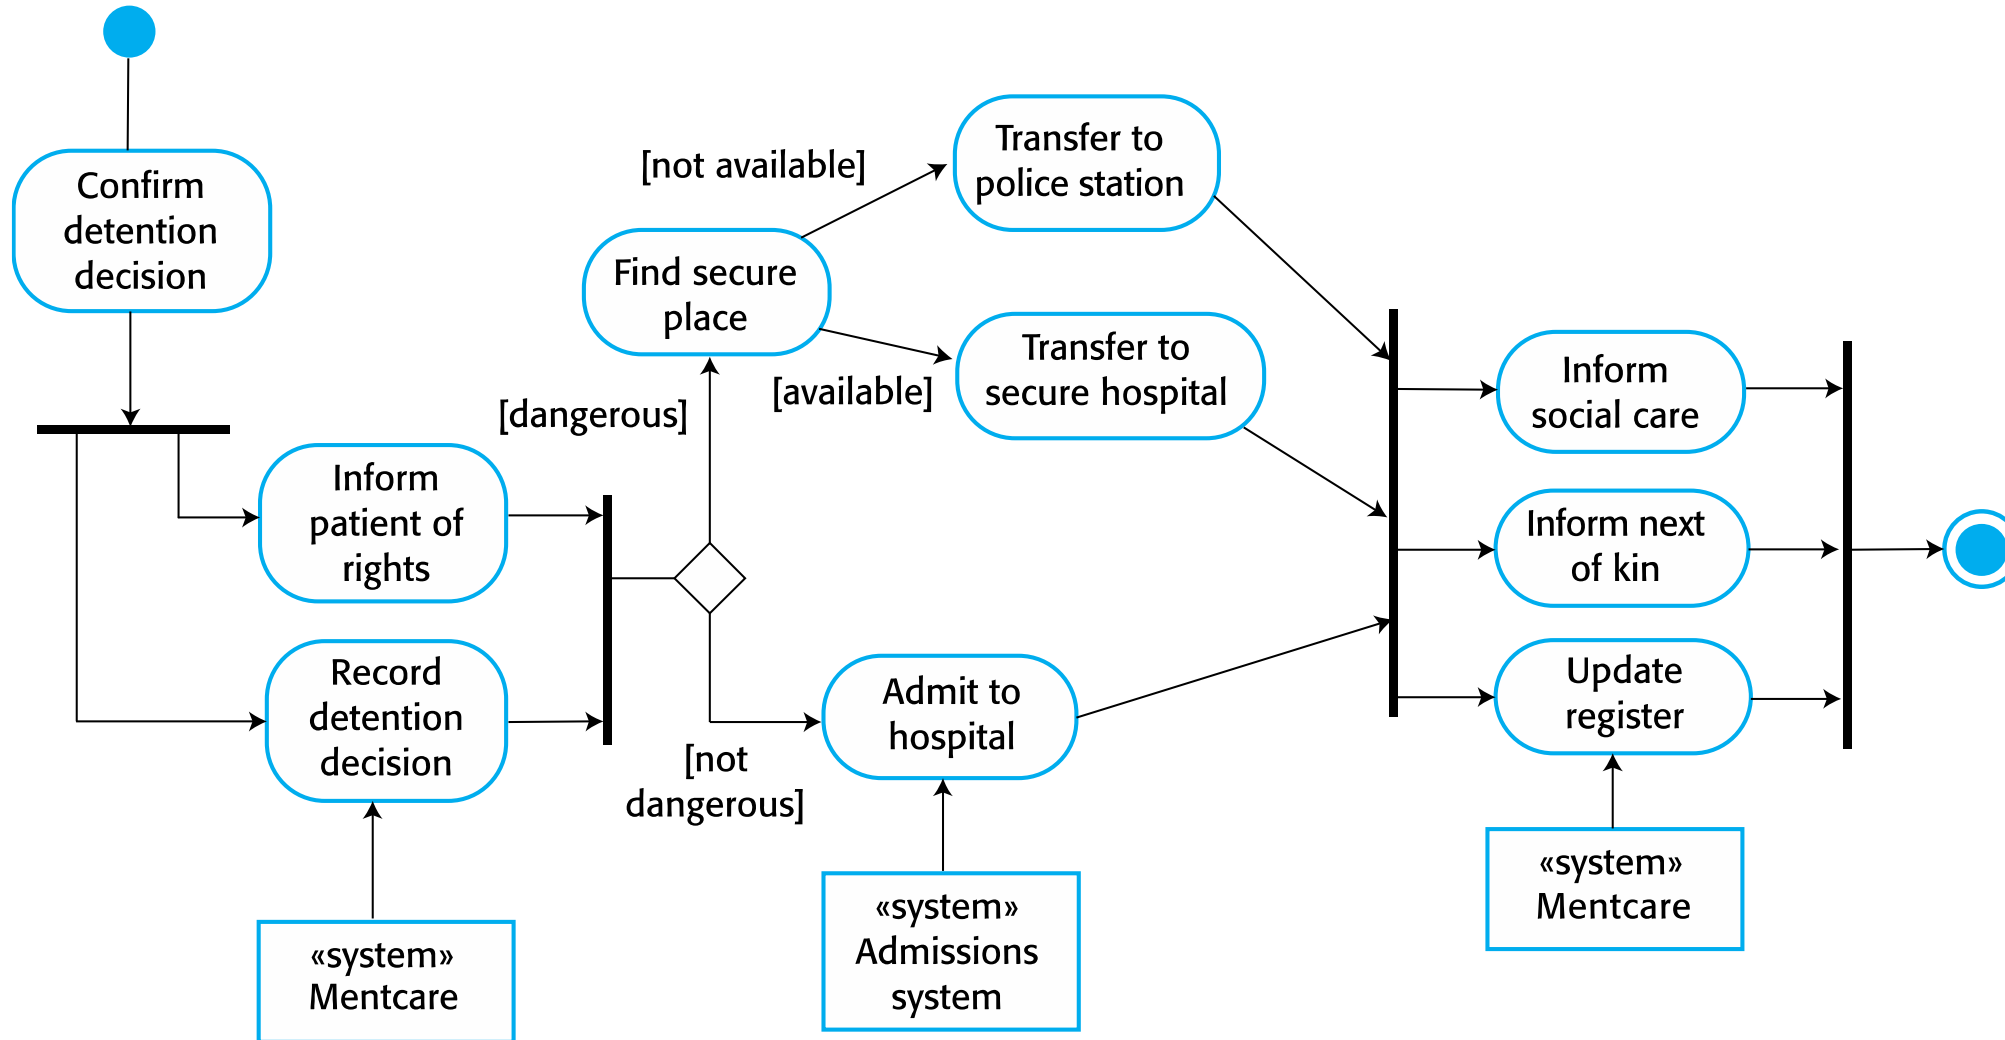 Confirm
detention
decision
Inform
patient of
rights
Record
detention
decision
«system»
Mentcare
[dangerous]
[not
dangerous]
Find secure
place
[not available]
[available]
Transfer to
police station
Transfer to
secure hospital
Admit to
hospital
«system»
Admissions
system
Inform
social care
Inform next
of kin
Update
register
«system»
Mentcare